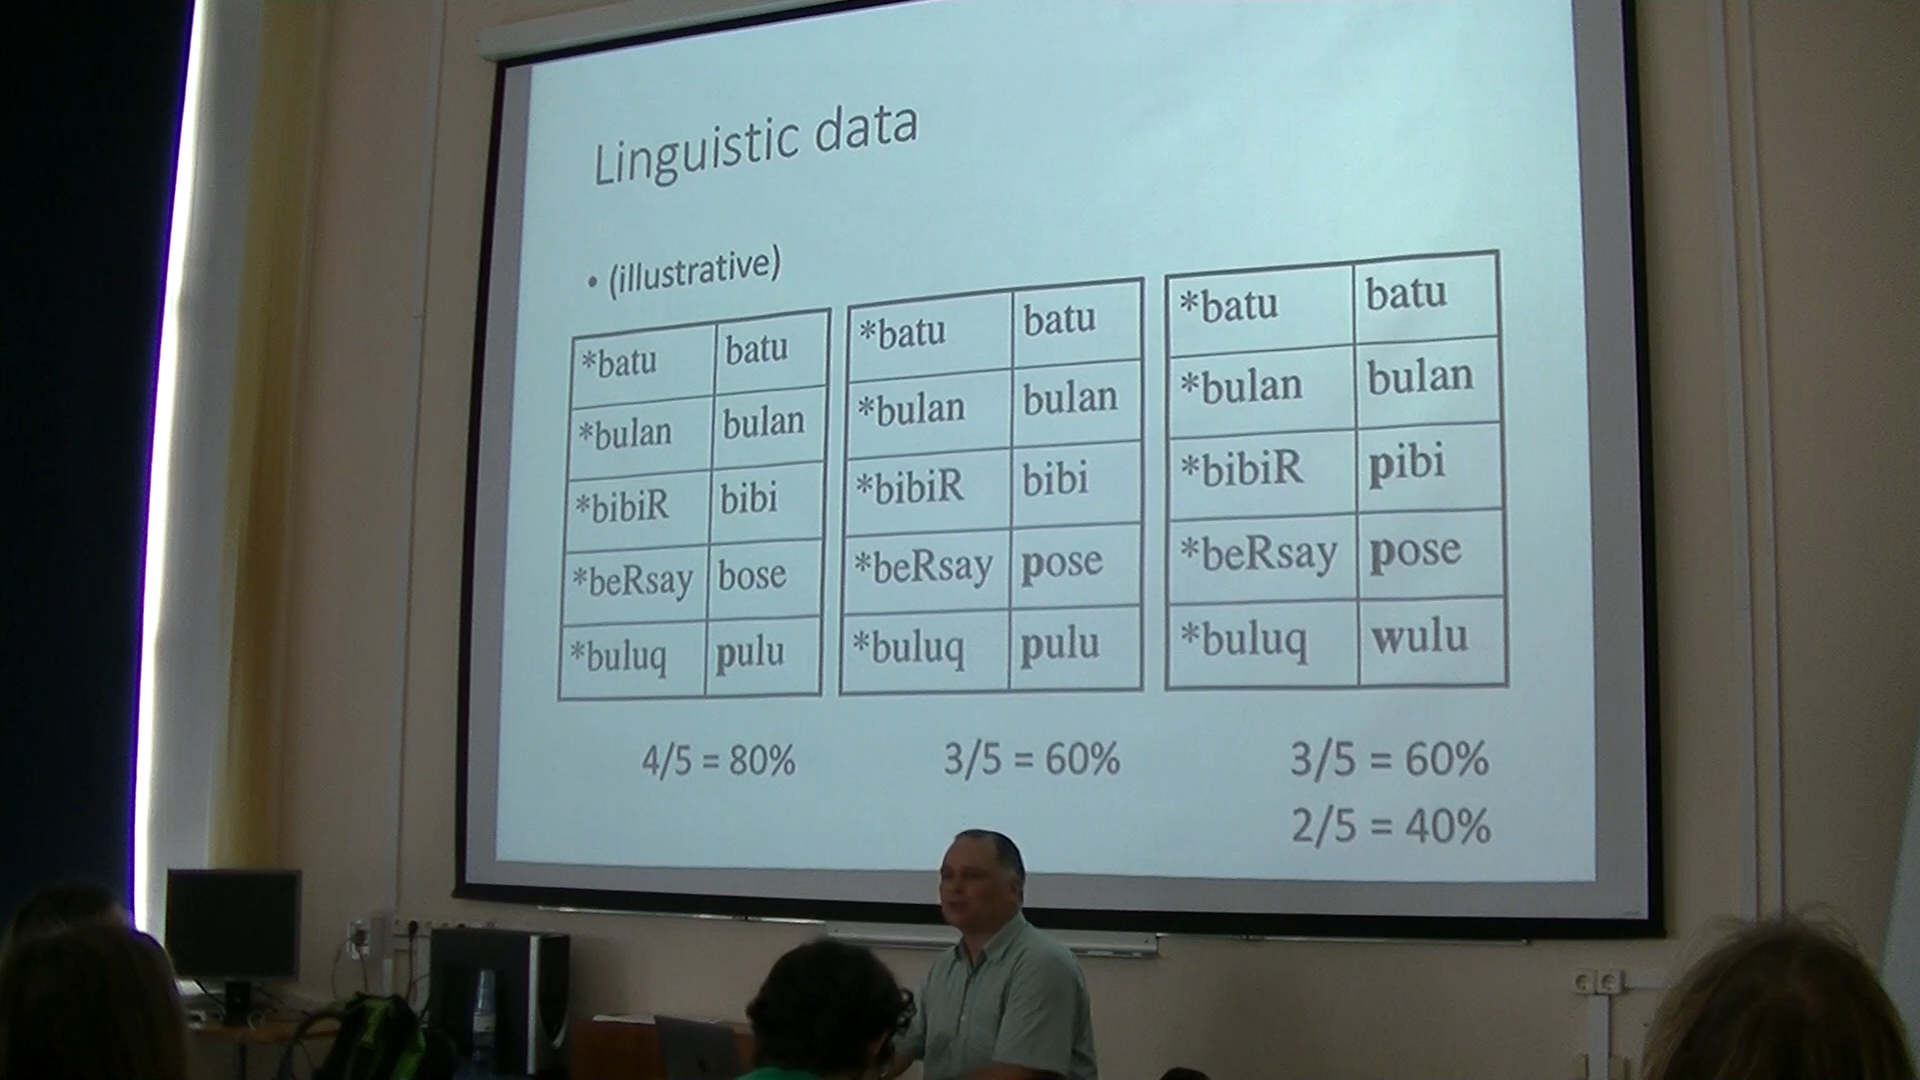 Linguistic data
• (illustrative)
*batu batu
*bulan bulan
*bibiR bibi
*beRsay bose
*buluq pulu
4/5 = 80%
*batu batu
*bulan bulan
*bibiR bibi
*beRsay pose
*buluq pulu
3/5 = 60%
*batu batu
*bulan bulan
*bibiR pibi
*beRsay pose
*buluq wulu
3/5 = 60%
2/5 = 40%